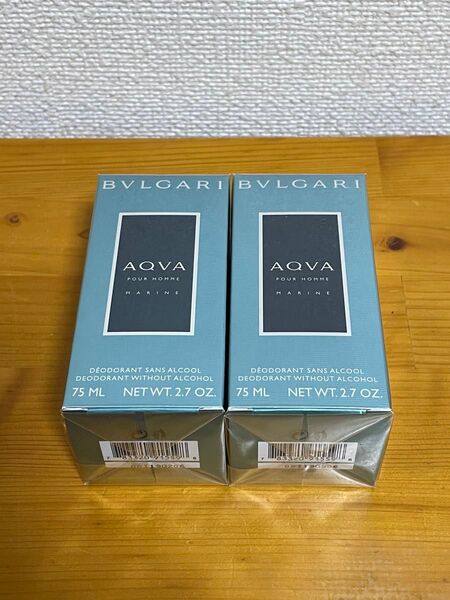 BVLGARI
AQVA
POUR HOMME
MARINE
DÉODORANT SANS ALCOOL
DEODORANT WITHOUT ALCOHOL
75 ML NET WT. 2.7 OZ.
BVLGARI
AQVA
POUR HOMME
MARINE
DÉODORANT SANS ALCOOL
DEODORANT WITHOUT ALCOHOL
75 ML NET WT. 2.7 OZ.